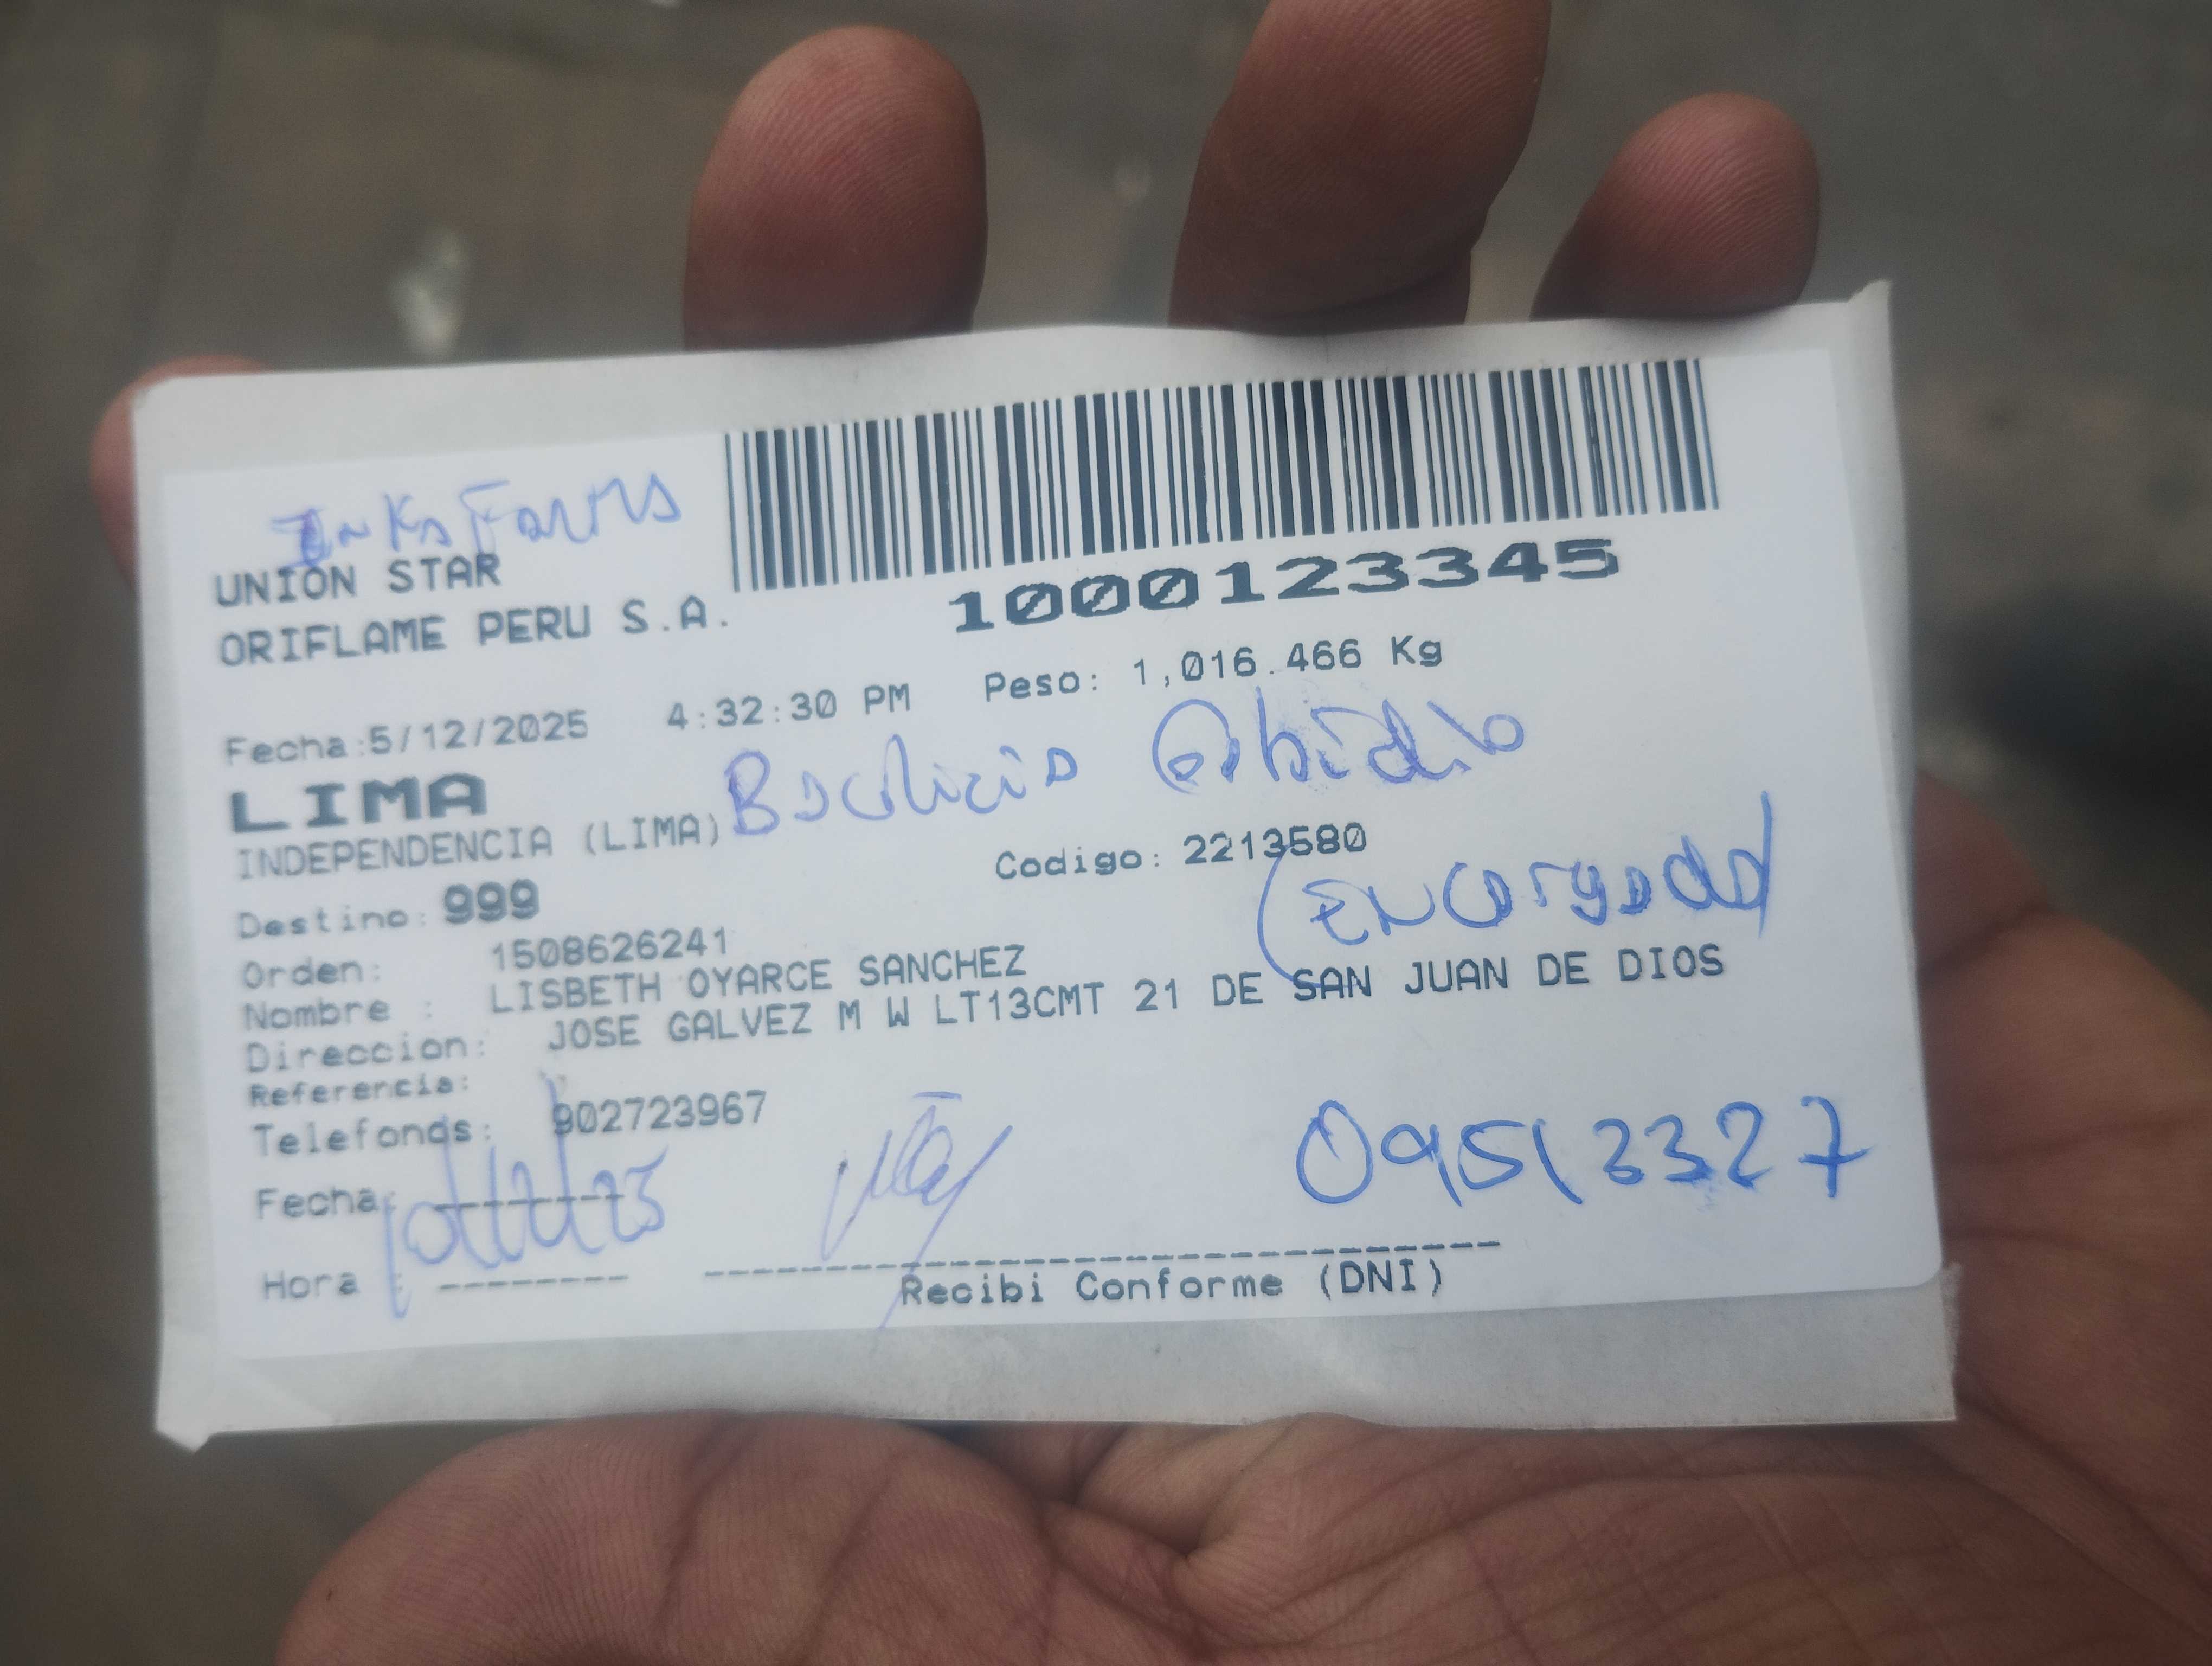 InkaFarma
UNION STAR
ORIFLAME PERU S.A.
1000123345
Fecha:5/12/2025 4:32:30 PM Peso: 1,016.466 Kg
LIMA
INDEPENDENCIA (LIMA)
Codigo: 2213580
(Encargado)
Destino: 999
Orden: 1508626241
Nombre : LISBETH OYARCE SANCHEZ
Direccion: JOSE GALVEZ M W LT13CMT 21 DE SAN JUAN DE DIOS
Referencia:
Telefonos: 902723967
09513327
Fecha:
Hora :
Recibi Conforme (DNI)